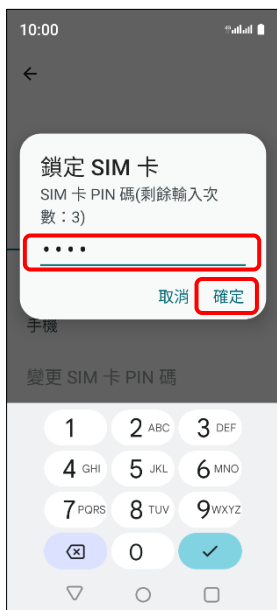 10:00
鎖定 SIM 卡
SIM 卡 PIN 碼(剩餘輸入次
數：3)
••••
取消 確定
手機
變更 SIM 卡 PIN 碼
1 2 ABC 3 DEF
4 GHI 5 JKL 6 MNO
7 PQRS 8 TUV 9 WXYZ
0